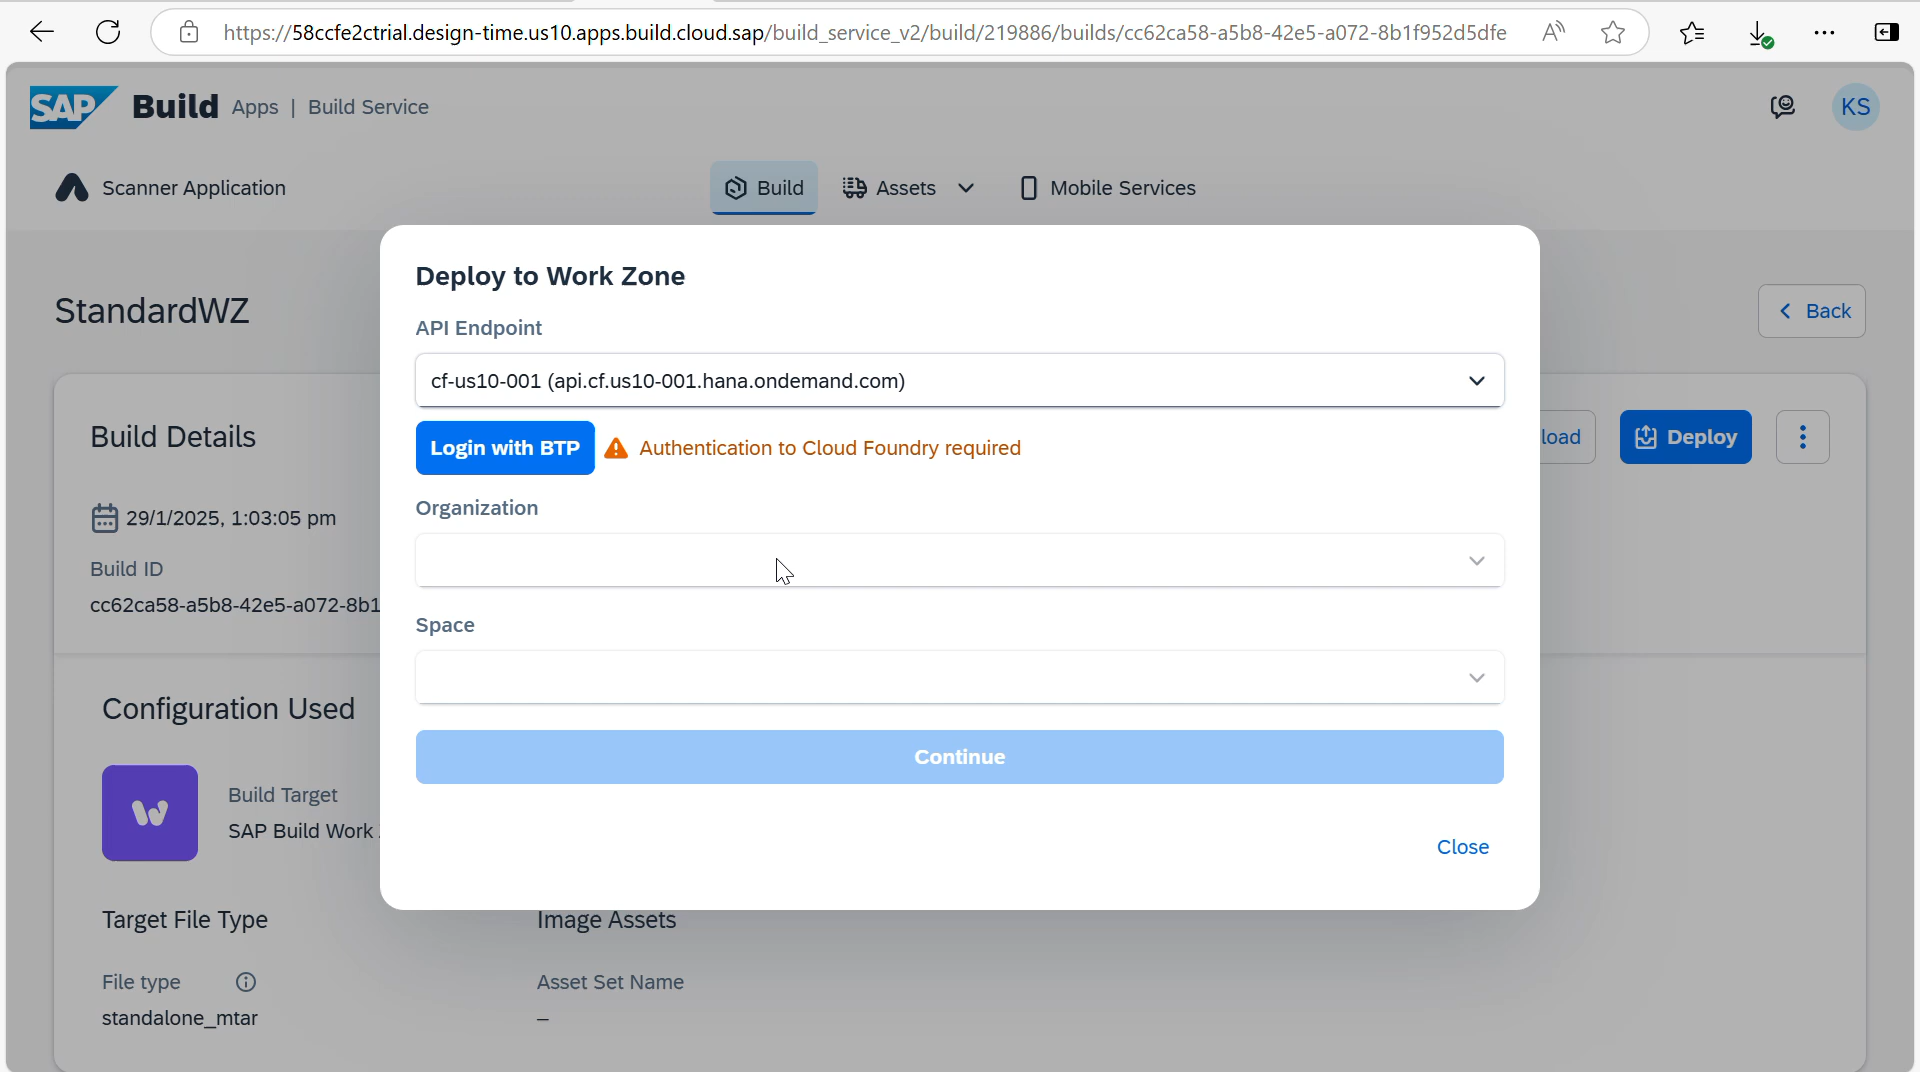 https://58ccfe2ctrial.design-time.us10.apps.build.cloud.sap/build_service_v2/build/219886/builds/cc62ca58-a5b8-42e5-a072-8b1f952d5dfe
SAP Build Apps | Build Service
KS
Scanner Application
Build
Assets
Mobile Services
Deploy to Work Zone
StandardWZ
Back
API Endpoint
cf-us10-001 (api.cf.us10-001.hana.ondemand.com)
Build Details
load
Deploy
Login with BTP
Authentication to Cloud Foundry required
Organization
29/1/2025, 1:03:05 pm
Build ID
cc62ca58-a5b8-42e5-a072-8b1
Space
Configuration Used
Continue
Build Target
SAP Build Work
Close
Target File Type
Image Assets
File type
Asset Set Name
standalone_mtar
–